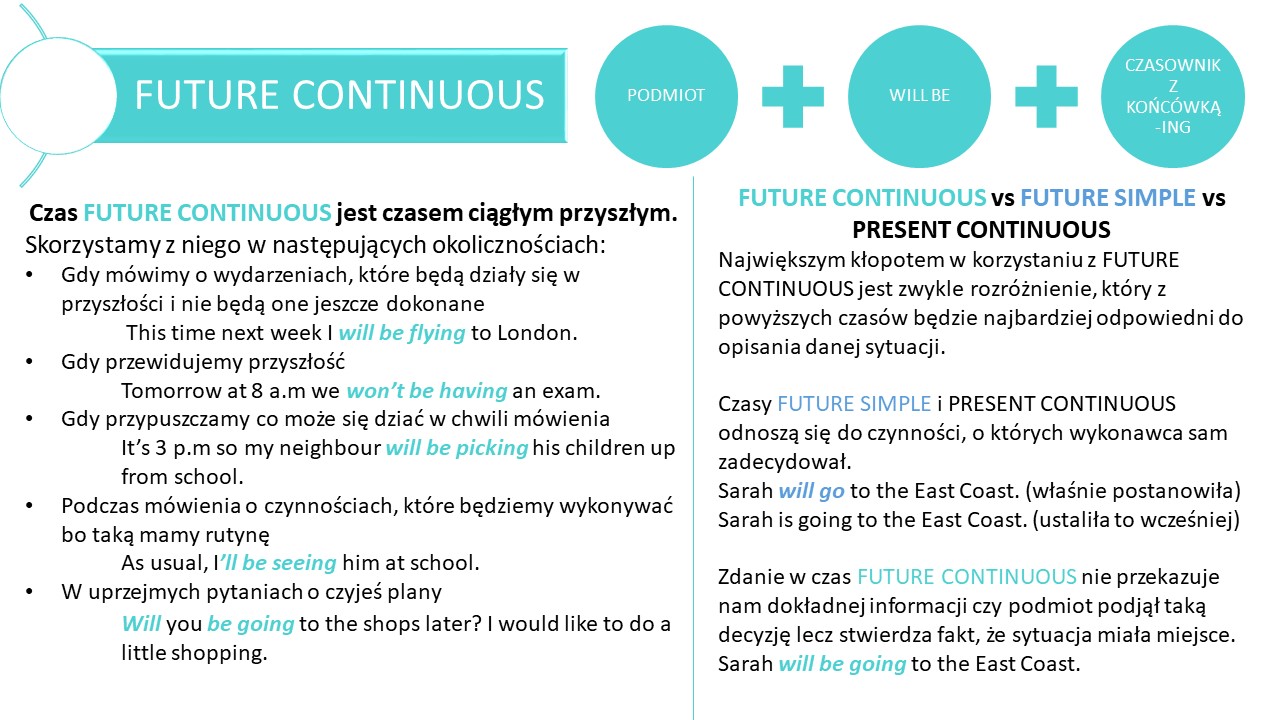 FUTURE CONTINUOUS
PODMIOT
WILL BE
CZASOWNIK
Z
KOŃCÓWKĄ
-ING
Czas FUTURE CONTINUOUS jest czasem ciągłym przyszłym.
Skorzystamy z niego w następujących okolicznościach:
• Gdy mówimy o wydarzeniach, które będą działy się w
przyszłości i nie będą one jeszcze dokonane
This time next week I will be flying to London.
• Gdy przewidujemy przyszłość
Tomorrow at 8 a.m we won't be having an exam.
• Gdy przypuszczamy co może się dziać w chwili mówienia
It's 3 p.m so my neighbour will be picking his children up
from school.
• Podczas mówienia o czynnościach, które będziemy wykonywać
bo taką mamy rutynę
As usual, I'll be seeing him at school.
• W uprzejmych pytaniach o czyjeś plany
Will you be going to the shops later? I would like to do a
little shopping.
FUTURE CONTINUOUS vs FUTURE SIMPLE vs
PRESENT CONTINUOUS
Największym kłopotem w korzystaniu z FUTURE
CONTINUOUS jest zwykle rozróżnienie, który z
powyższych czasów będzie najbardziej odpowiedni do
opisania danej sytuacji.
Czasy FUTURE SIMPLE i PRESENT CONTINUOUS
odnoszą się do czynności, o których wykonawca sam
zadecydował.
Sarah will go to the East Coast. (właśnie postanowiła)
Sarah is going to the East Coast. (ustaliła to wcześniej)
Zdanie w czas FUTURE CONTINUOUS nie przekazuje
nam dokładnej informacji czy podmiot podjął taką
decyzję lecz stwierdza fakt, że sytuacja miała miejsce.
Sarah will be going to the East Coast.